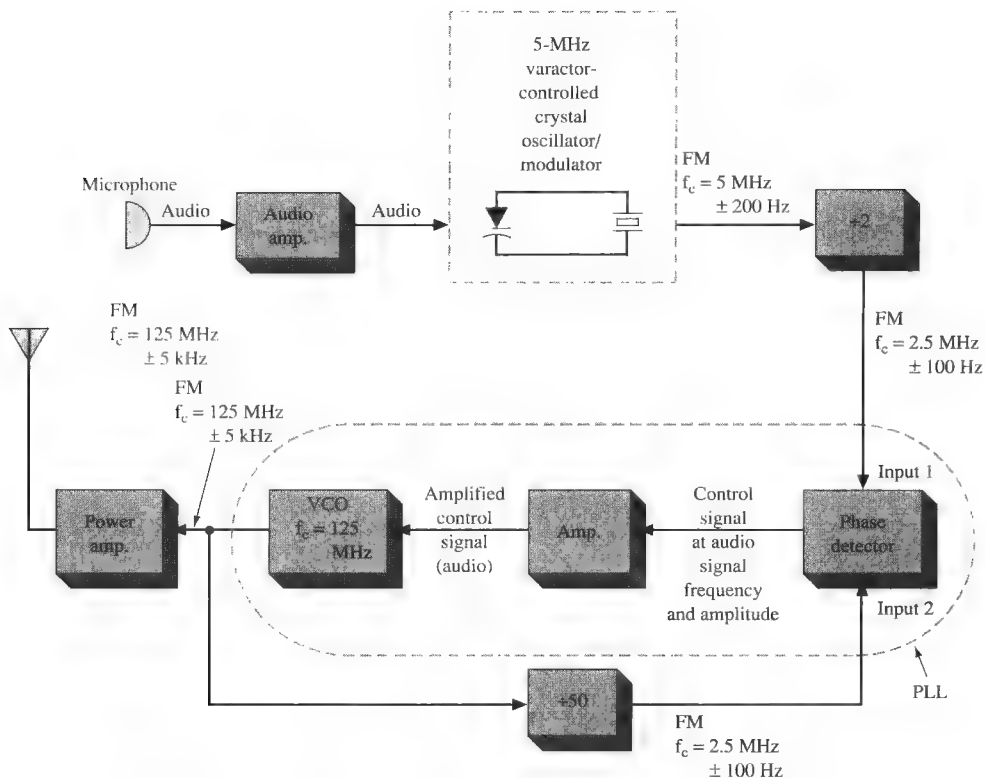 5-MHz
varactor-
controlled
crystal
oscillator/
modulator
FM
f_c = 5 MHz
± 200 Hz
Microphone
Audio
Audio
amp.
Audio
÷2
FM
f_c = 125 MHz
± 5 kHz
FM
f_c = 2.5 MHz
± 100 Hz
FM
f_c = 125 MHz
± 5 kHz
Input 1
Power
amp.
VCO
f_c = 125
MHz
Amplified
control
signal
(audio)
Amp.
Control
signal
at audio
signal
frequency
and amplitude
Phase
detector
Input 2
PLL
÷50
FM
f_c = 2.5 MHz
± 100 Hz